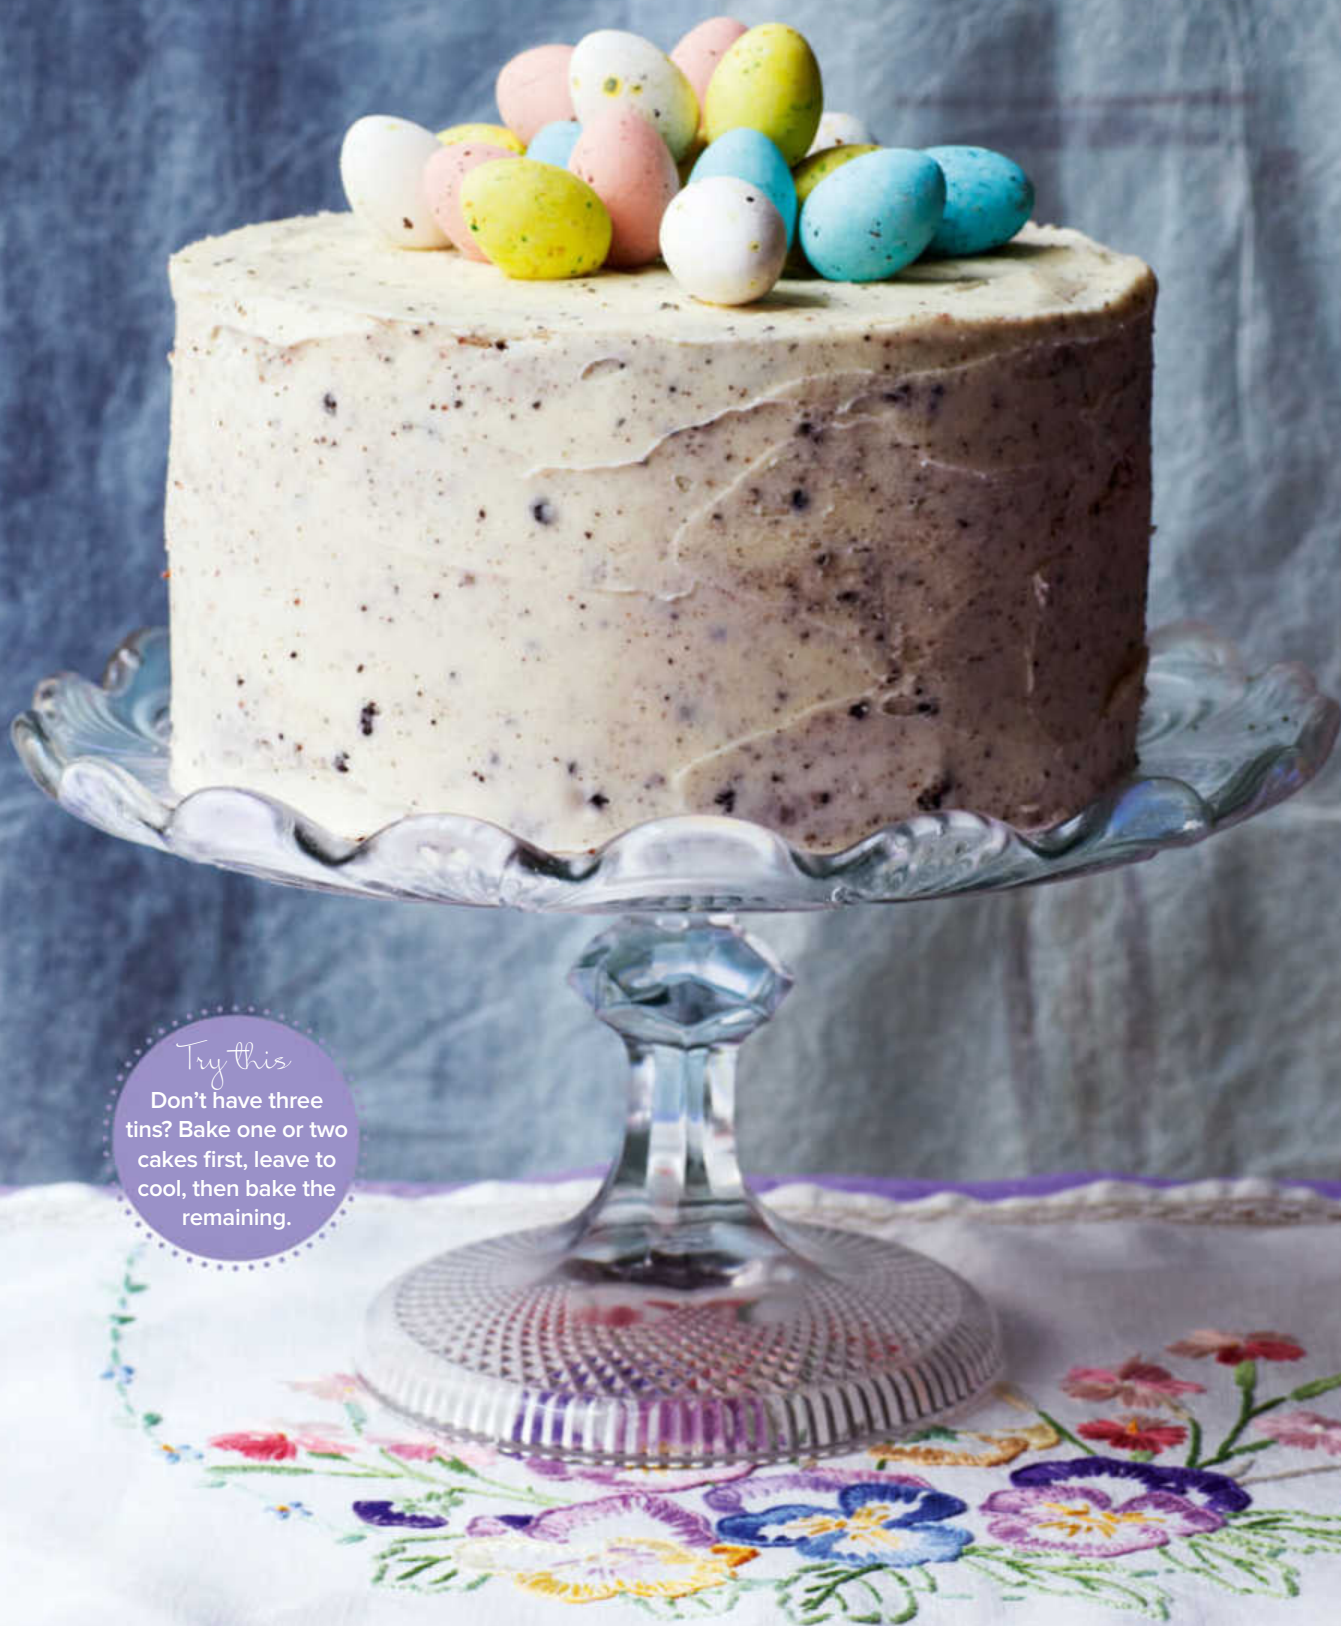 Try this
Don’t have three
tins? Bake one or two
cakes first, leave to
cool, then bake the
remaining.